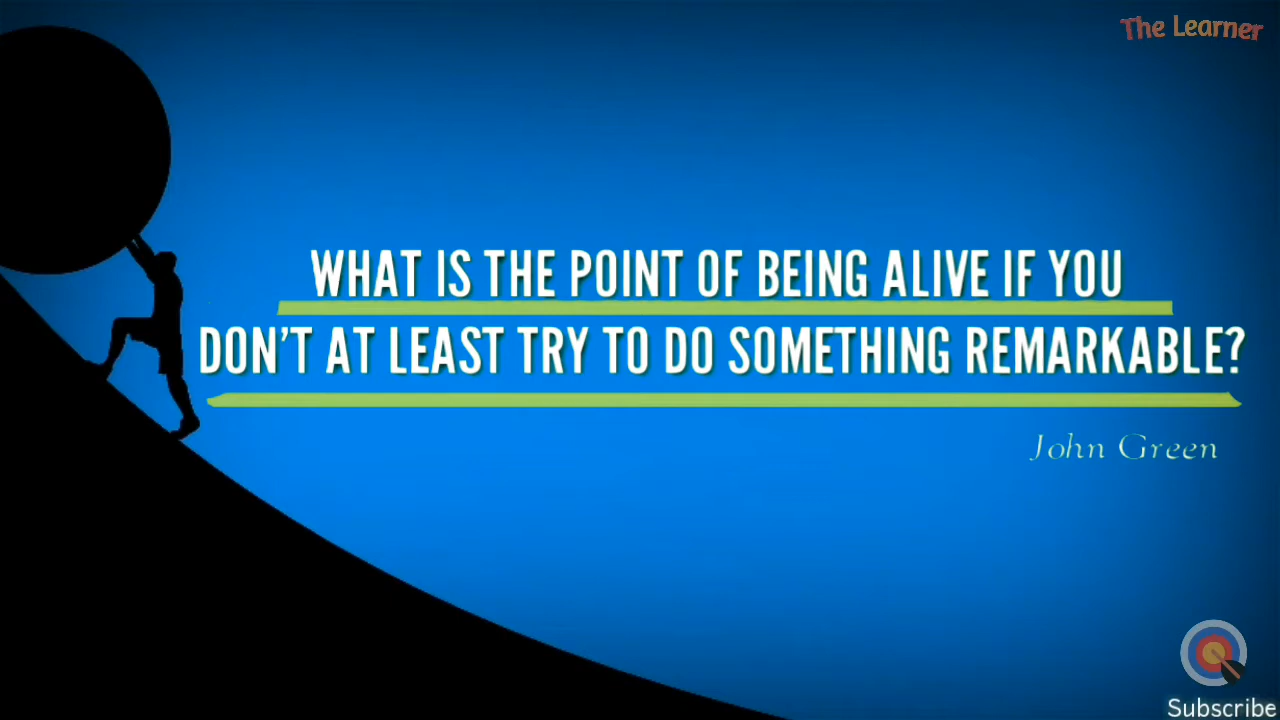 The Learner
WHAT IS THE POINT OF BEING ALIVE IF YOU
DON'T AT LEAST TRY TO DO SOMETHING REMARKABLE?
John Green
Subscribe